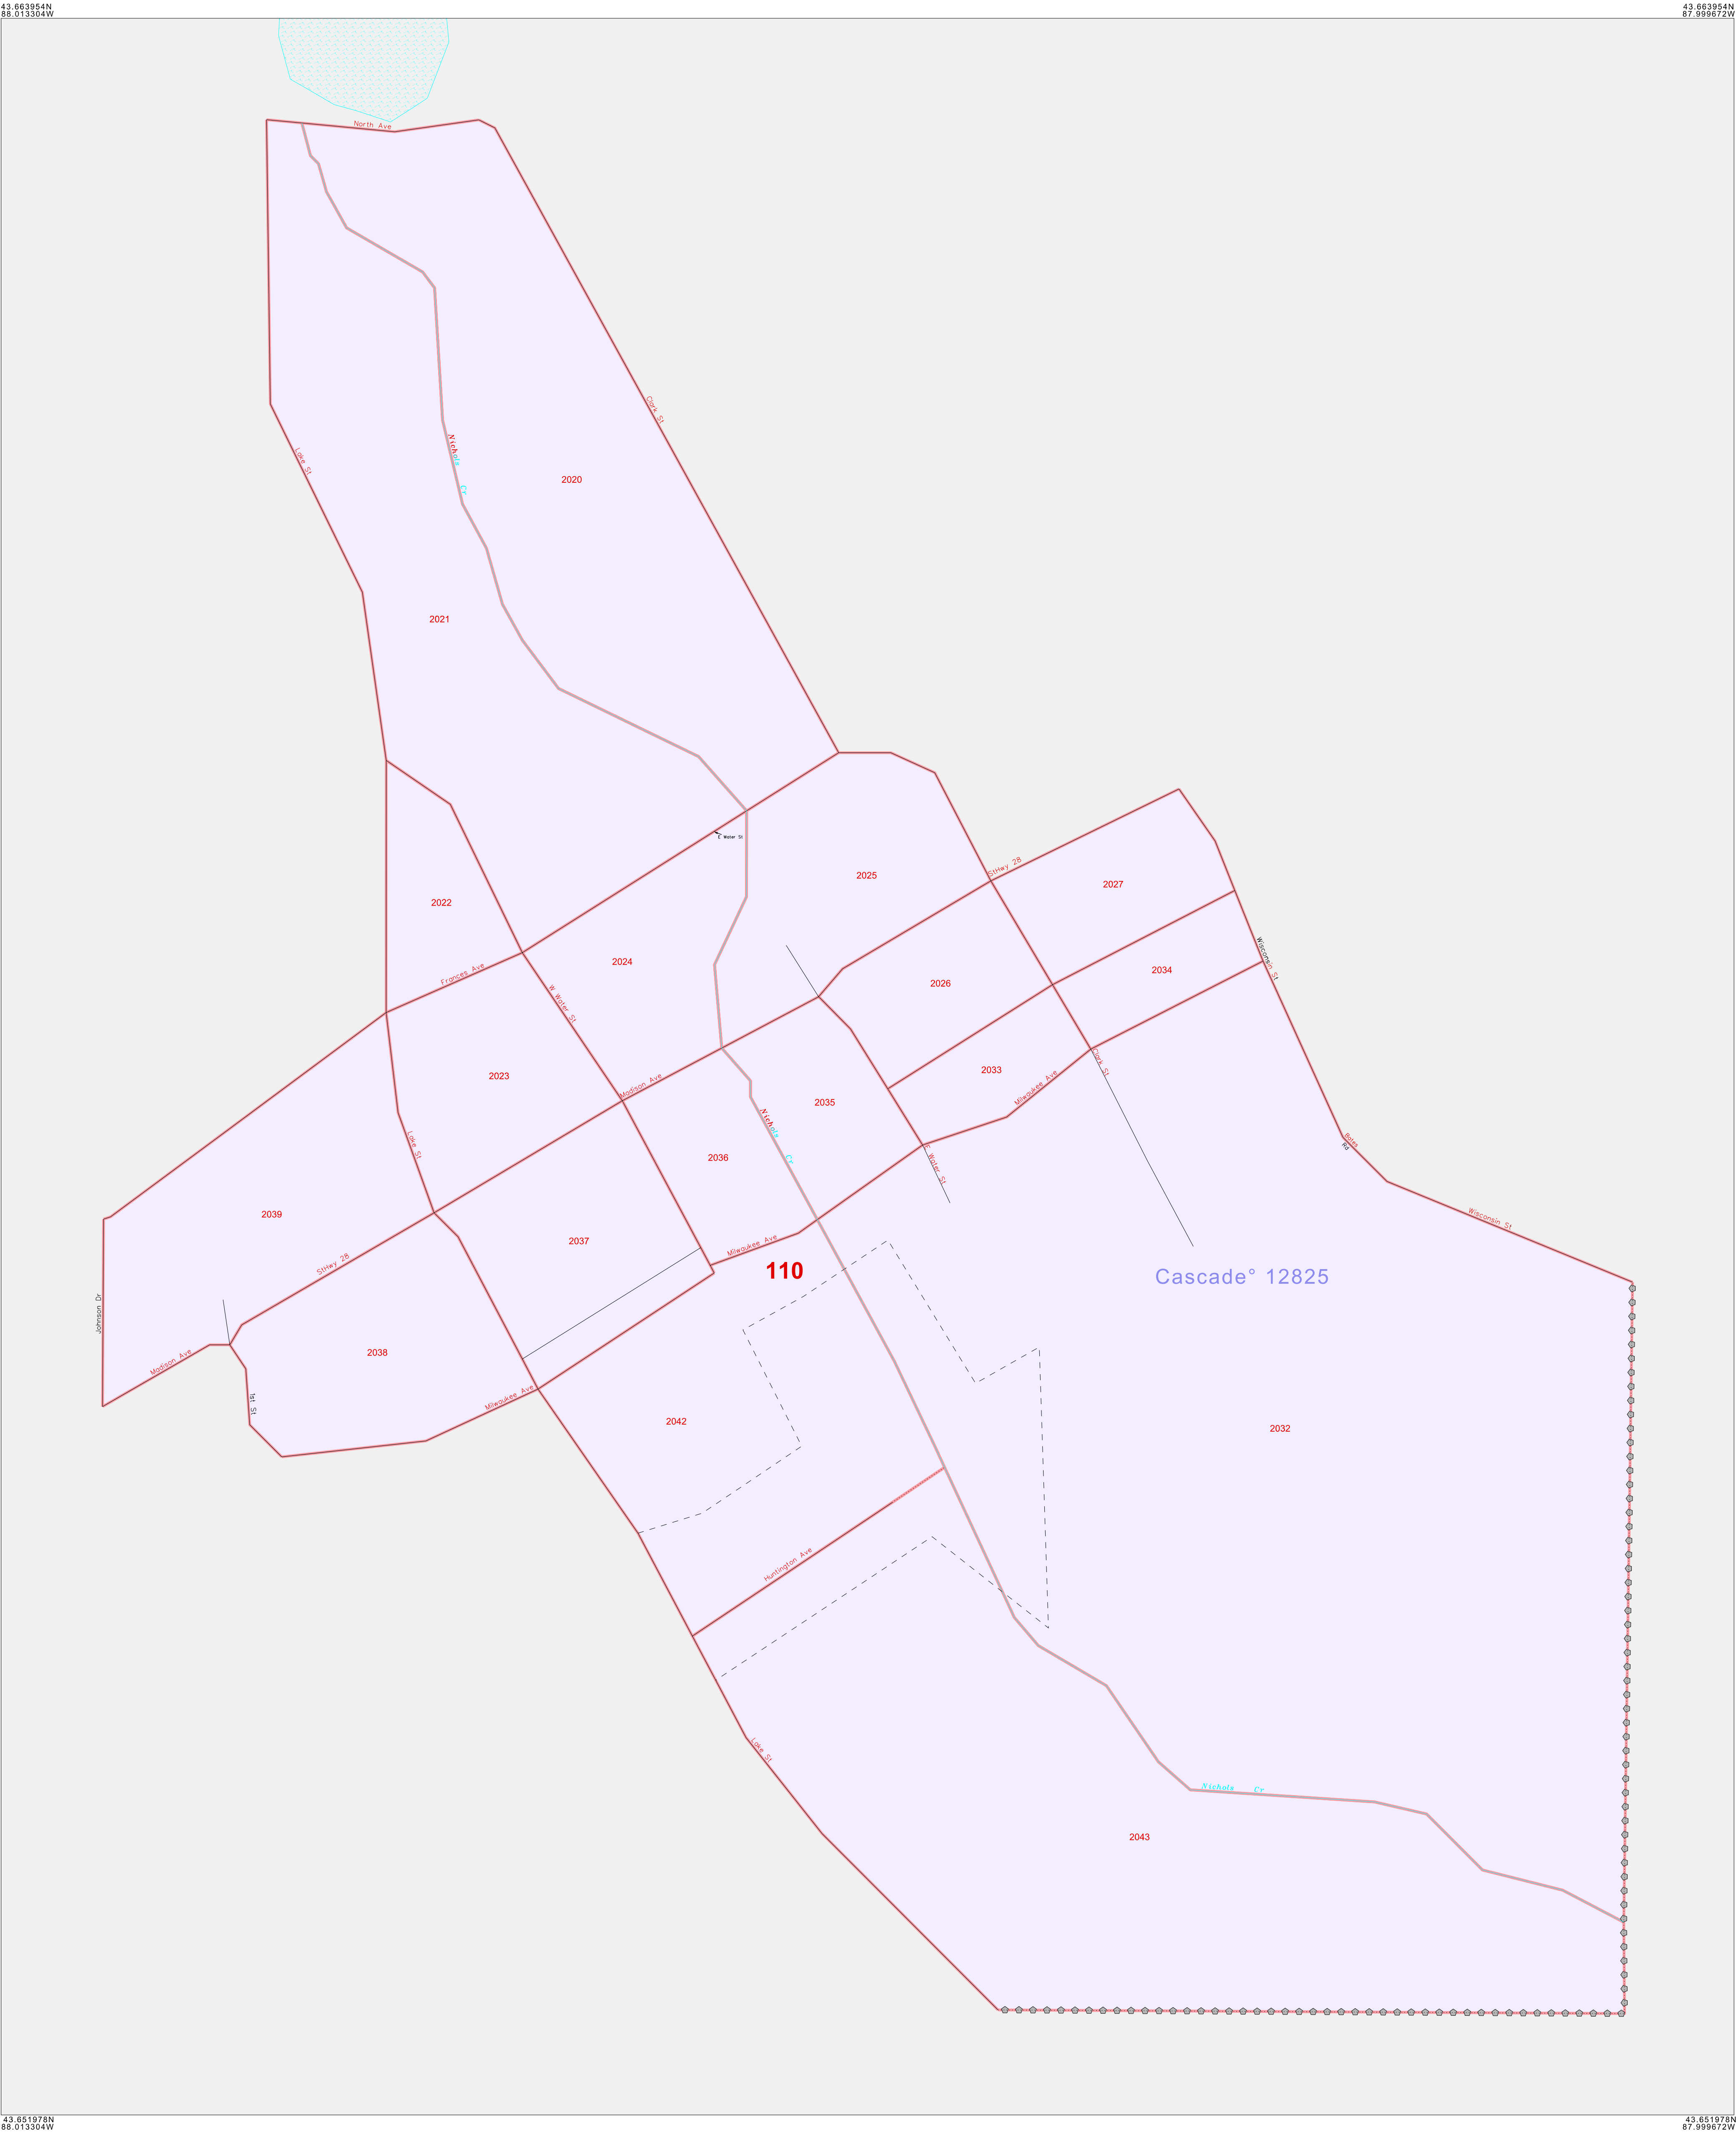 43.663954N
88.013304W
43.663954N
87.999672W
North Ave
Clark St
Lake St
Nichols Cr
2020
2021
E Water St
StHwy 28
2025
2027
2022
Wisconsin St
2024
Frances Ave
2034
2026
W Water St
2033
2023
Clark St
Madison Ave
Milwaukee Ave
2035
Nichols Cr
Lake St
Bates Rd
2036
E Water St
2039
Wisconsin St
2037
Milwaukee Ave
StHwy 28
110
Cascade° 12825
Johnson Dr
2038
Madison Ave
1st St
Milwaukee Ave
2042
2032
Huntington Ave
Lake St
Nichols Cr
2043
43.651978N
88.013304W
43.651978N
87.999672W